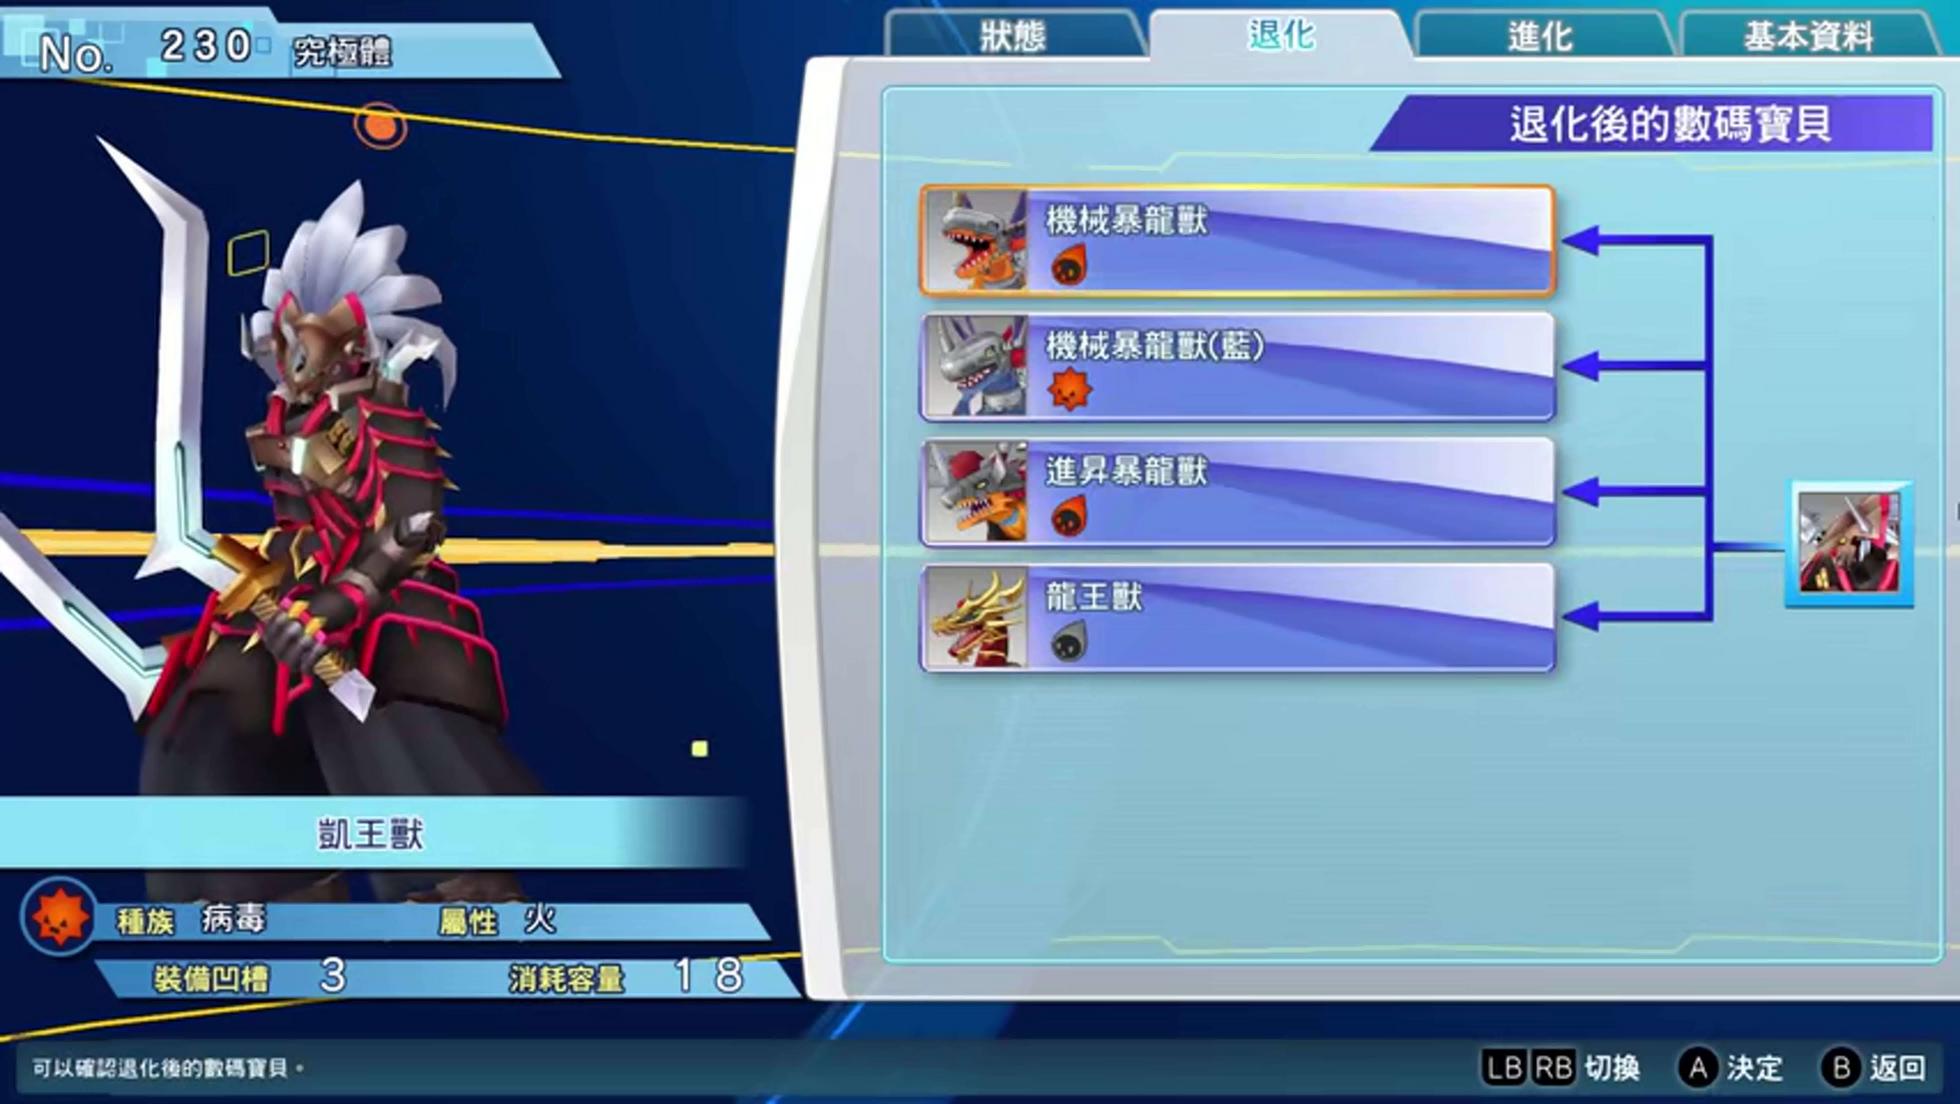 No. 230 究極體
狀態
退化
進化
基本資料
退化後的數碼寶貝
機械暴龍獸
機械暴龍獸(藍)
進昇暴龍獸
龍王獸
凱王獸
種族 病毒 屬性 火
裝備凹槽 3 消耗容量 18
可以確認退化後的數碼寶貝。
LB RB 切換 A 決定 B 返回